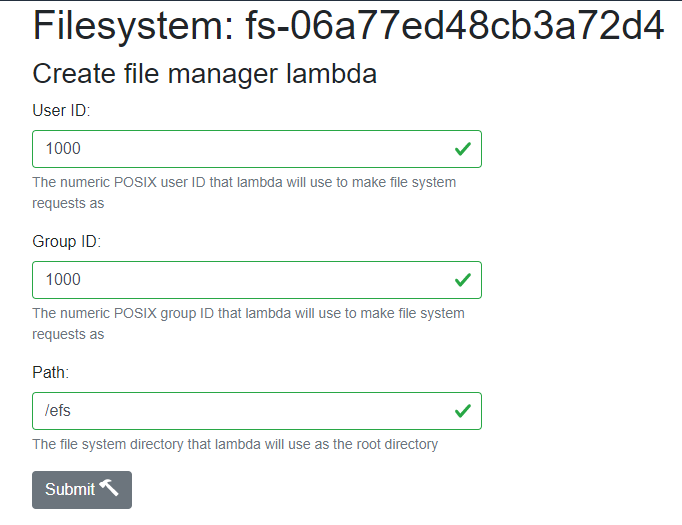 Filesystem: fs-06a77ed48cb3a72d4
Create file manager lambda
User ID:
1000
The numeric POSIX user ID that lambda will use to make file system
requests as
Group ID:
1000
The numeric POSIX group ID that lambda will use to make file system
requests as
Path:
/efs
The file system directory that lambda will use as the root directory
Submit